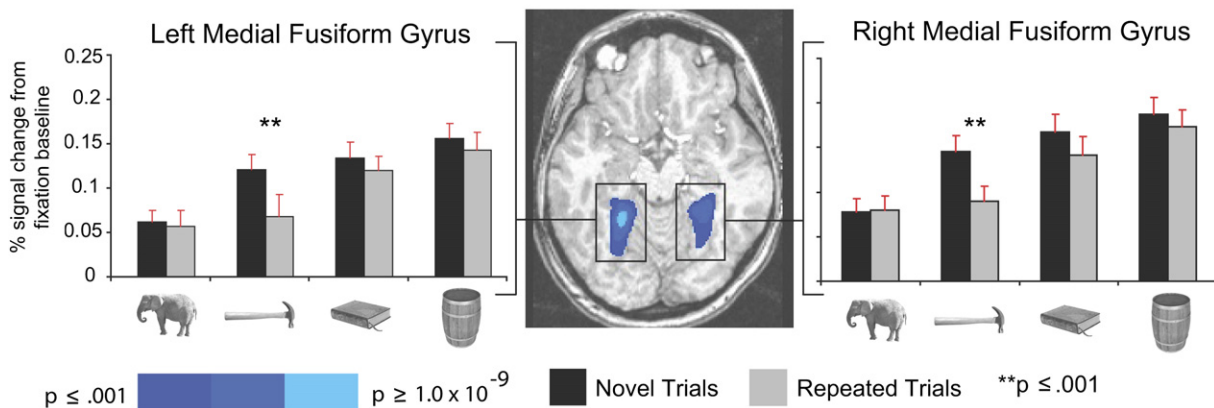 Left Medial Fusiform Gyrus
Right Medial Fusiform Gyrus
% signal change from
fixation baseline
0.25
0.2
0.15
0.1
0.05
0
**
**
p ≤ .001
p ≥ 1.0 x 10⁻⁹
Novel Trials
Repeated Trials
**p ≤ .001